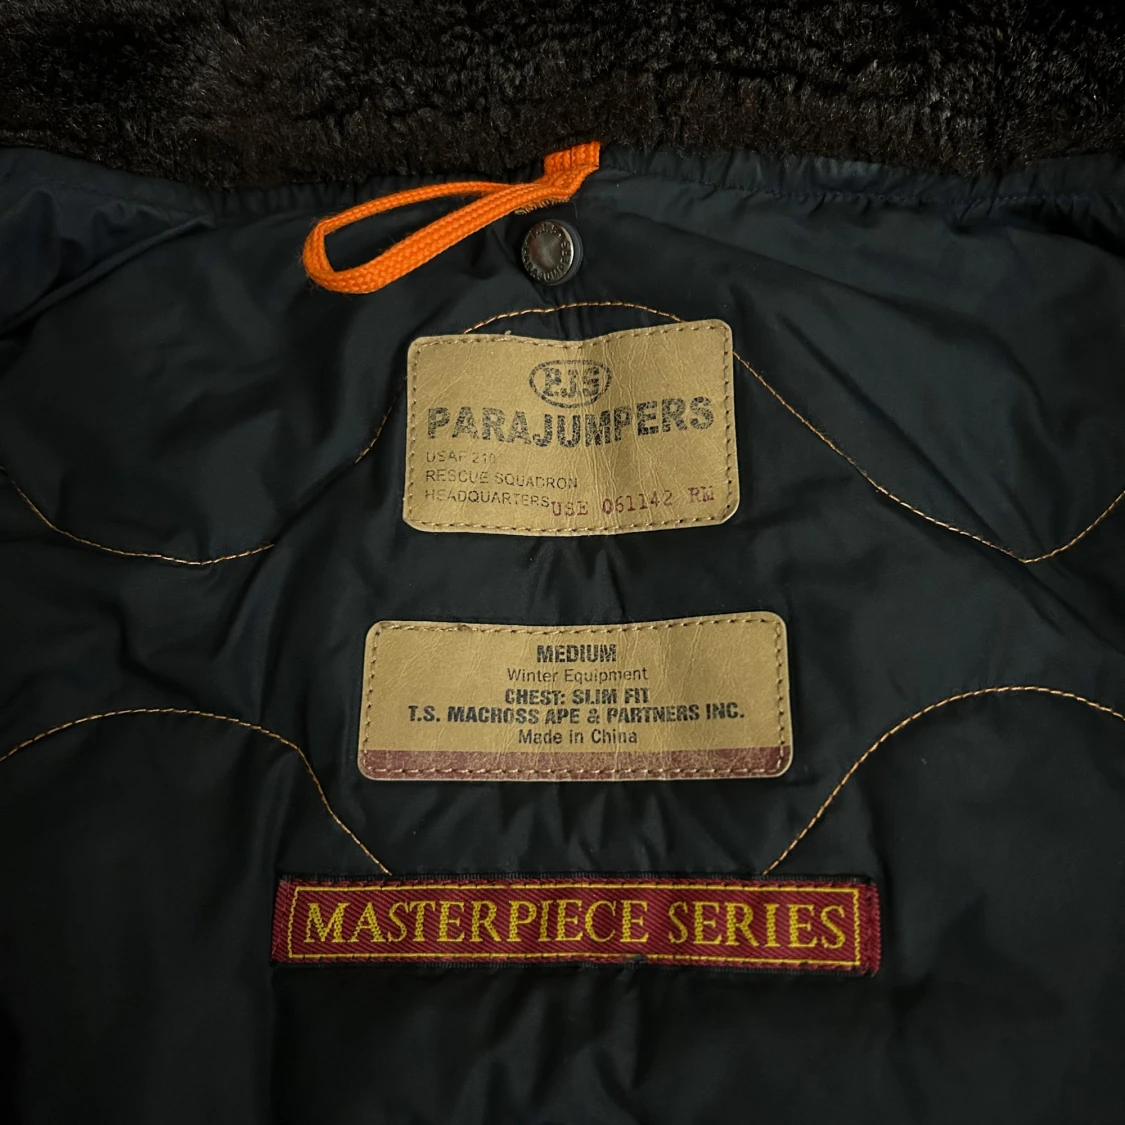 PJS
PARAJUMPERS
USAF 210
RESCUE SQUADRON
HEADQUARTERS USE 061142 RM
MEDIUM
Winter Equipment
CHEST: SLIM FIT
T.S. MACROSS APE & PARTNERS INC.
Made in China
MASTERPIECE SERIES